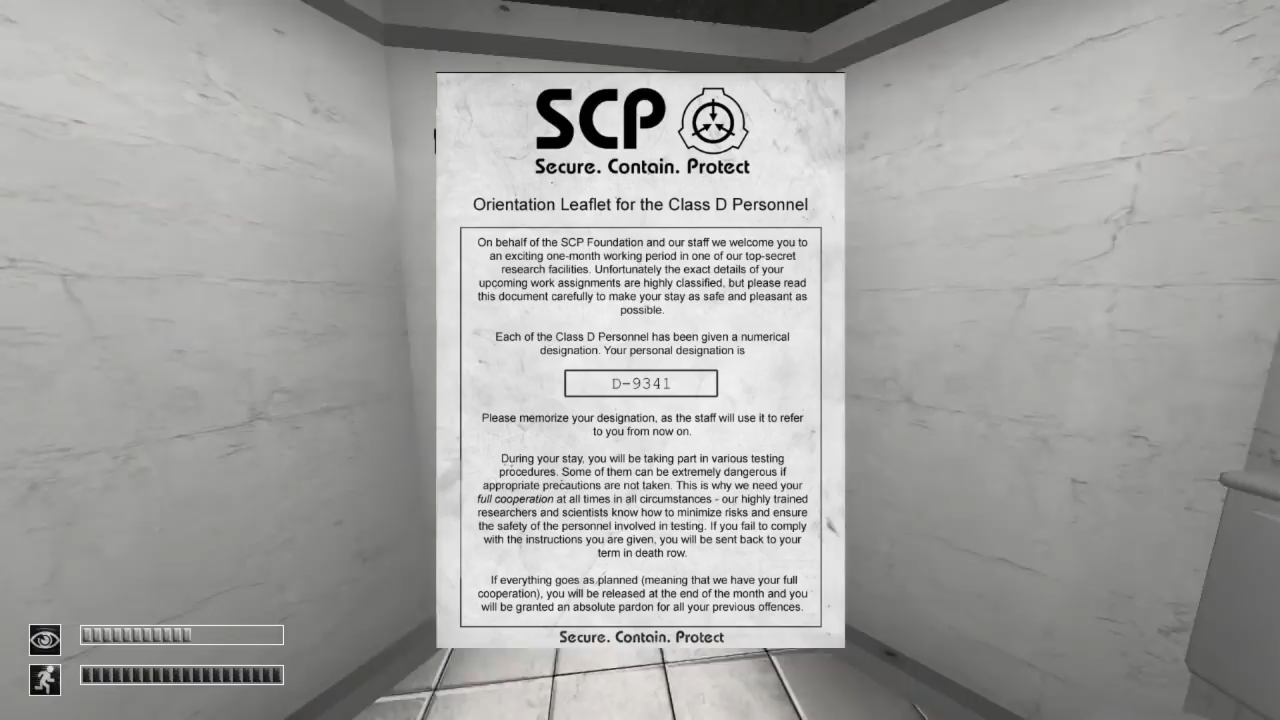 SCP
Secure. Contain. Protect
Orientation Leaflet for the Class D Personnel
On behalf of the SCP Foundation and our staff we welcome you to
an exciting one-month working period in one of our top-secret
research facilities. Unfortunately the exact details of your
upcoming work assignments are highly classified, but please read
this document carefully to make your stay as safe and pleasant as
possible.
Each of the Class D Personnel has been given a numerical
designation. Your personal designation is
D-9341
Please memorize your designation, as the staff will use it to refer
to you from now on.
During your stay, you will be taking part in various testing
procedures. Some of them can be extremely dangerous if
appropriate precautions are not taken. This is why we need your
full cooperation at all times in all circumstances - our highly trained
researchers and scientists know how to minimize risks and ensure
the safety of the personnel involved in testing. If you fail to comply
with the instructions you are given, you will be sent back to your
term in death row.
If everything goes as planned (meaning that we have your full
cooperation), you will be released at the end of the month and you
will be granted an absolute pardon for all your previous offences.
Secure. Contain. Protect